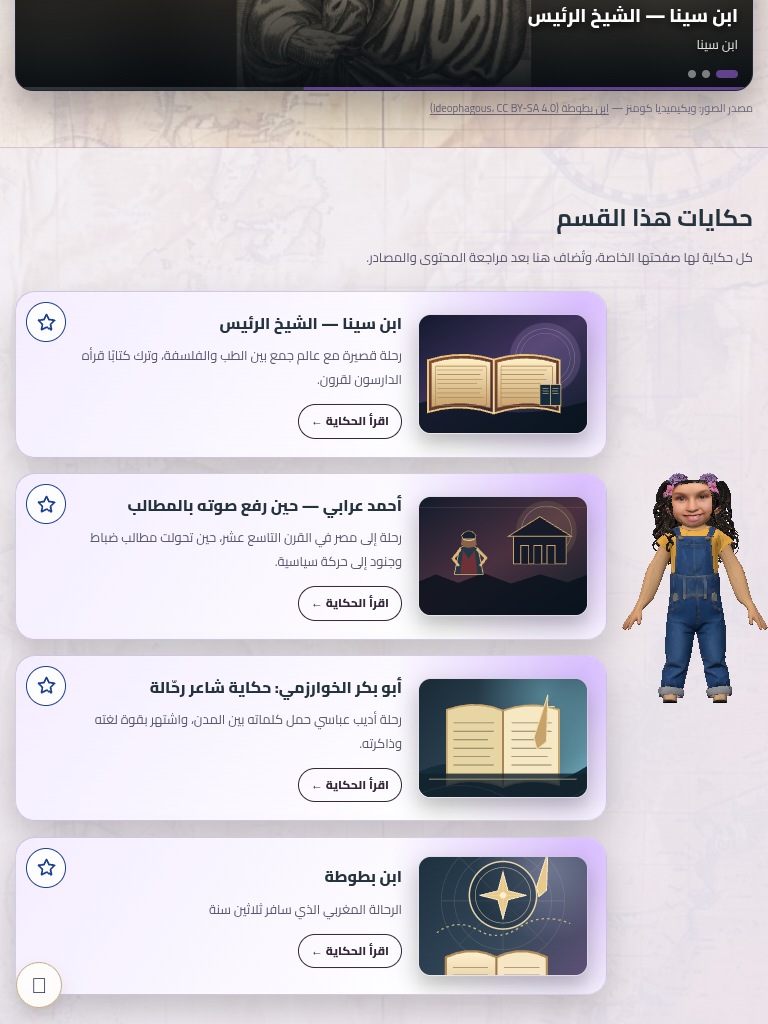 ابن سينا — الشيخ الرئيس
ابن سينا
مصدر الصور: ويكيميديا كومنز — ابن بطوطة (Ideophagous، CC BY-SA 4.0)
حكايات هذا القسم
كل حكاية لها صفحتها الخاصة، وتُضاف هنا بعد مراجعة المحتوى والمصادر.
ابن سينا — الشيخ الرئيس
رحلة قصيرة مع عالم جمع بين الطب والفلسفة، وترك كتابًا قرأه
الدارسون لقرون.
اقرأ الحكاية ←
أحمد عرابي — حين رفع صوته بالمطالب
رحلة إلى مصر في القرن التاسع عشر، حين تحولت مطالب ضباط
وجنود إلى حركة سياسية.
اقرأ الحكاية ←
أبو بكر الخوارزمي: حكاية شاعر رحّالة
رحلة أديب عباسي حمل كلماته بين المدن، واشتهر بقوة لغته
وذاكرته.
اقرأ الحكاية ←
ابن بطوطة
الرحالة المغربي الذي سافر ثلاثين سنة
اقرأ الحكاية ←